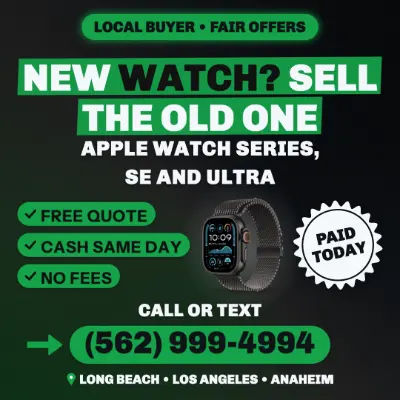 LOCAL BUYER • FAIR OFFERS
NEW WATCH? SELL
THE OLD ONE
APPLE WATCH SERIES,
SE AND ULTRA
FREE QUOTE
CASH SAME DAY
NO FEES
PAID
TODAY
CALL OR TEXT
(562) 999-4994
LONG BEACH • LOS ANGELES • ANAHEIM